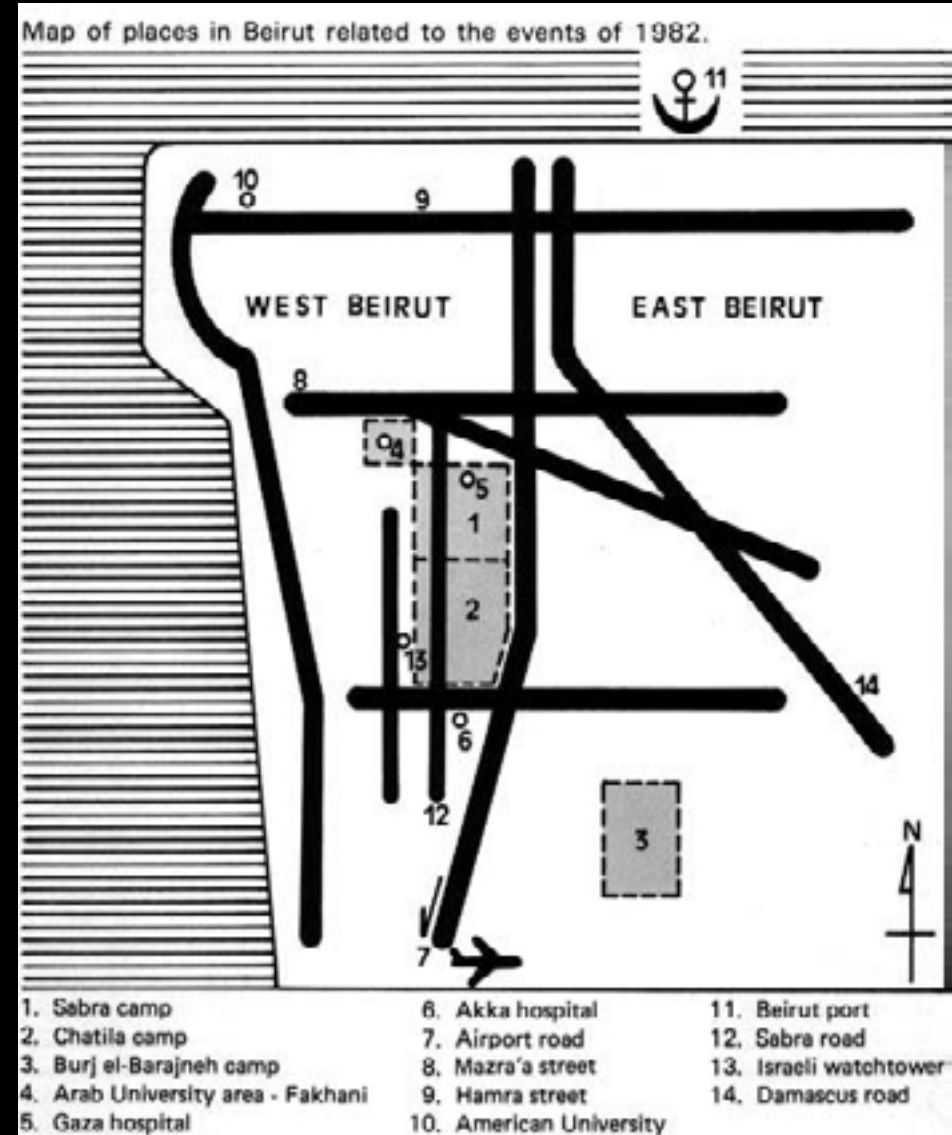 Map of places in Beirut related to the events of 1982.
11
10
9
WEST BEIRUT
EAST BEIRUT
8
4
5
1
2
13
14
6
12
3
N
7
1. Sabra camp
2. Chatila camp
3. Burj el-Barajneh camp
4. Arab University area - Fakhani
5. Gaza hospital
6. Akka hospital
7. Airport road
8. Mazra'a street
9. Hamra street
10. American University
11. Beirut port
12. Sabra road
13. Israeli watchtower
14. Damascus road